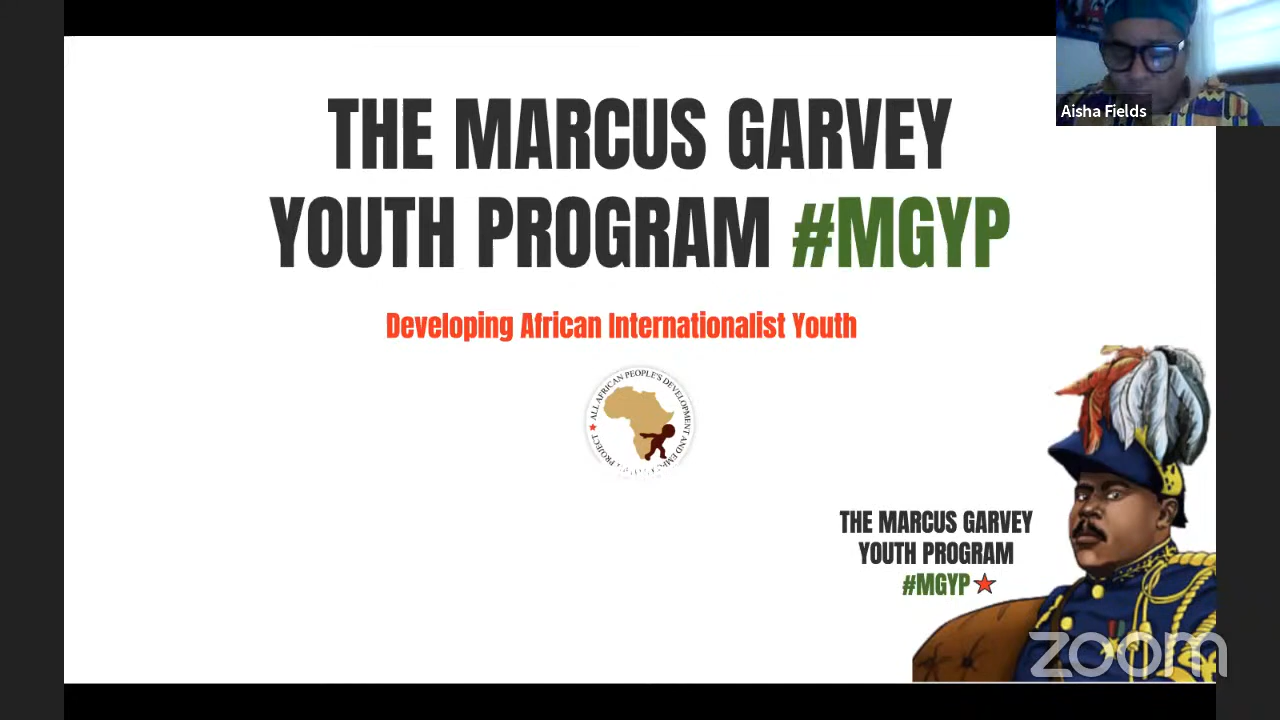 THE MARCUS GARVEY
YOUTH PROGRAM #MGYP
Developing African Internationalist Youth
ALL AFRICAN PEOPLE'S DEVELOPMENT AND
PROJECT
THE MARCUS GARVEY
YOUTH PROGRAM
#MGYP
Aisha Fields
zoom